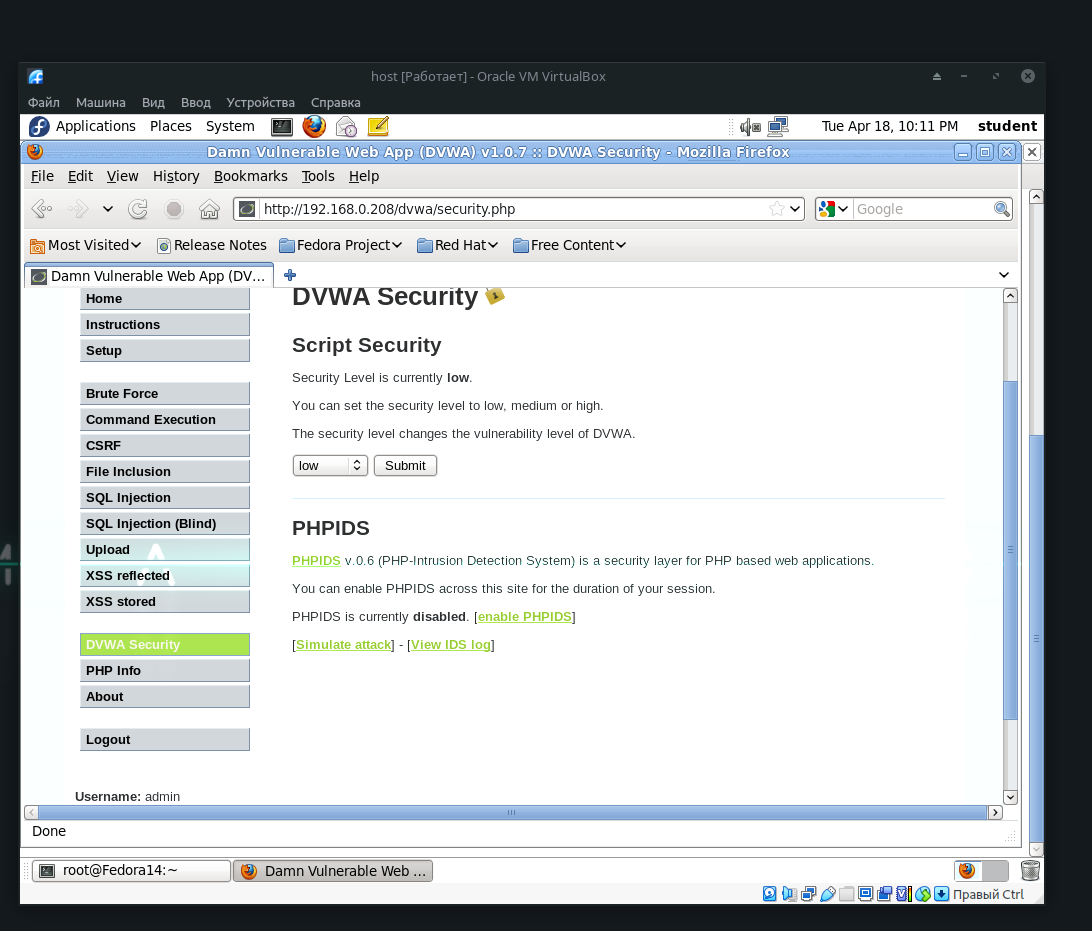 host [Работает] - Oracle VM VirtualBox
Файл Машина Вид Ввод Устройства Справка
Applications Places System Tue Apr 18, 10:11 PM student
Damn Vulnerable Web App (DVWA) v1.0.7 :: DVWA Security - Mozilla Firefox
File Edit View History Bookmarks Tools Help
http://192.168.0.208/dvwa/security.php Google
Most Visited Release Notes Fedora Project Red Hat Free Content
Damn Vulnerable Web App (DV...
Home
Instructions
Setup
Brute Force
Command Execution
CSRF
File Inclusion
SQL Injection
SQL Injection (Blind)
Upload
XSS reflected
XSS stored
DVWA Security
PHP Info
About
Logout
Username: admin
DVWA Security
Script Security
Security Level is currently low.
You can set the security level to low, medium or high.
The security level changes the vulnerability level of DVWA.
low Submit
PHPIDS
PHPIDS v.0.6 (PHP-Intrusion Detection System) is a security layer for PHP based web applications.
You can enable PHPIDS across this site for the duration of your session.
PHPIDS is currently disabled. [enable PHPIDS]
[Simulate attack] - [View IDS log]
Done
root@Fedora14:~ Damn Vulnerable Web ...
Правый Ctrl